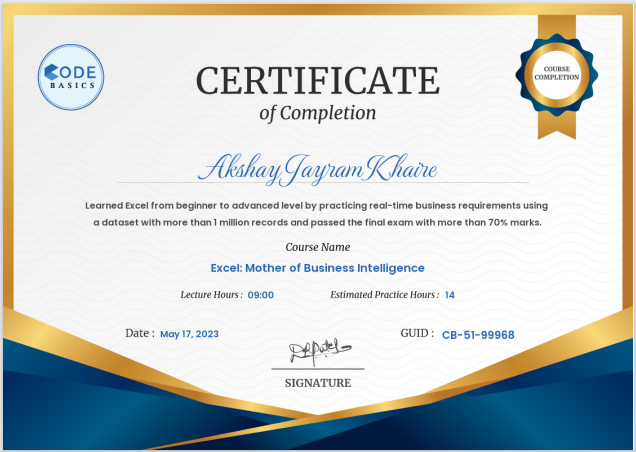 CODE
BASICS
COURSE
COMPLETION
CERTIFICATE
of Completion
Akshay Jayram Khaire
Learned Excel from beginner to advanced level by practicing real-time business requirements using
a dataset with more than 1 million records and passed the final exam with more than 70% marks.
Course Name
Excel: Mother of Business Intelligence
Lecture Hours : 09:00 Estimated Practice Hours : 14
Date : May 17, 2023 GUID : CB-51-99968
SIGNATURE